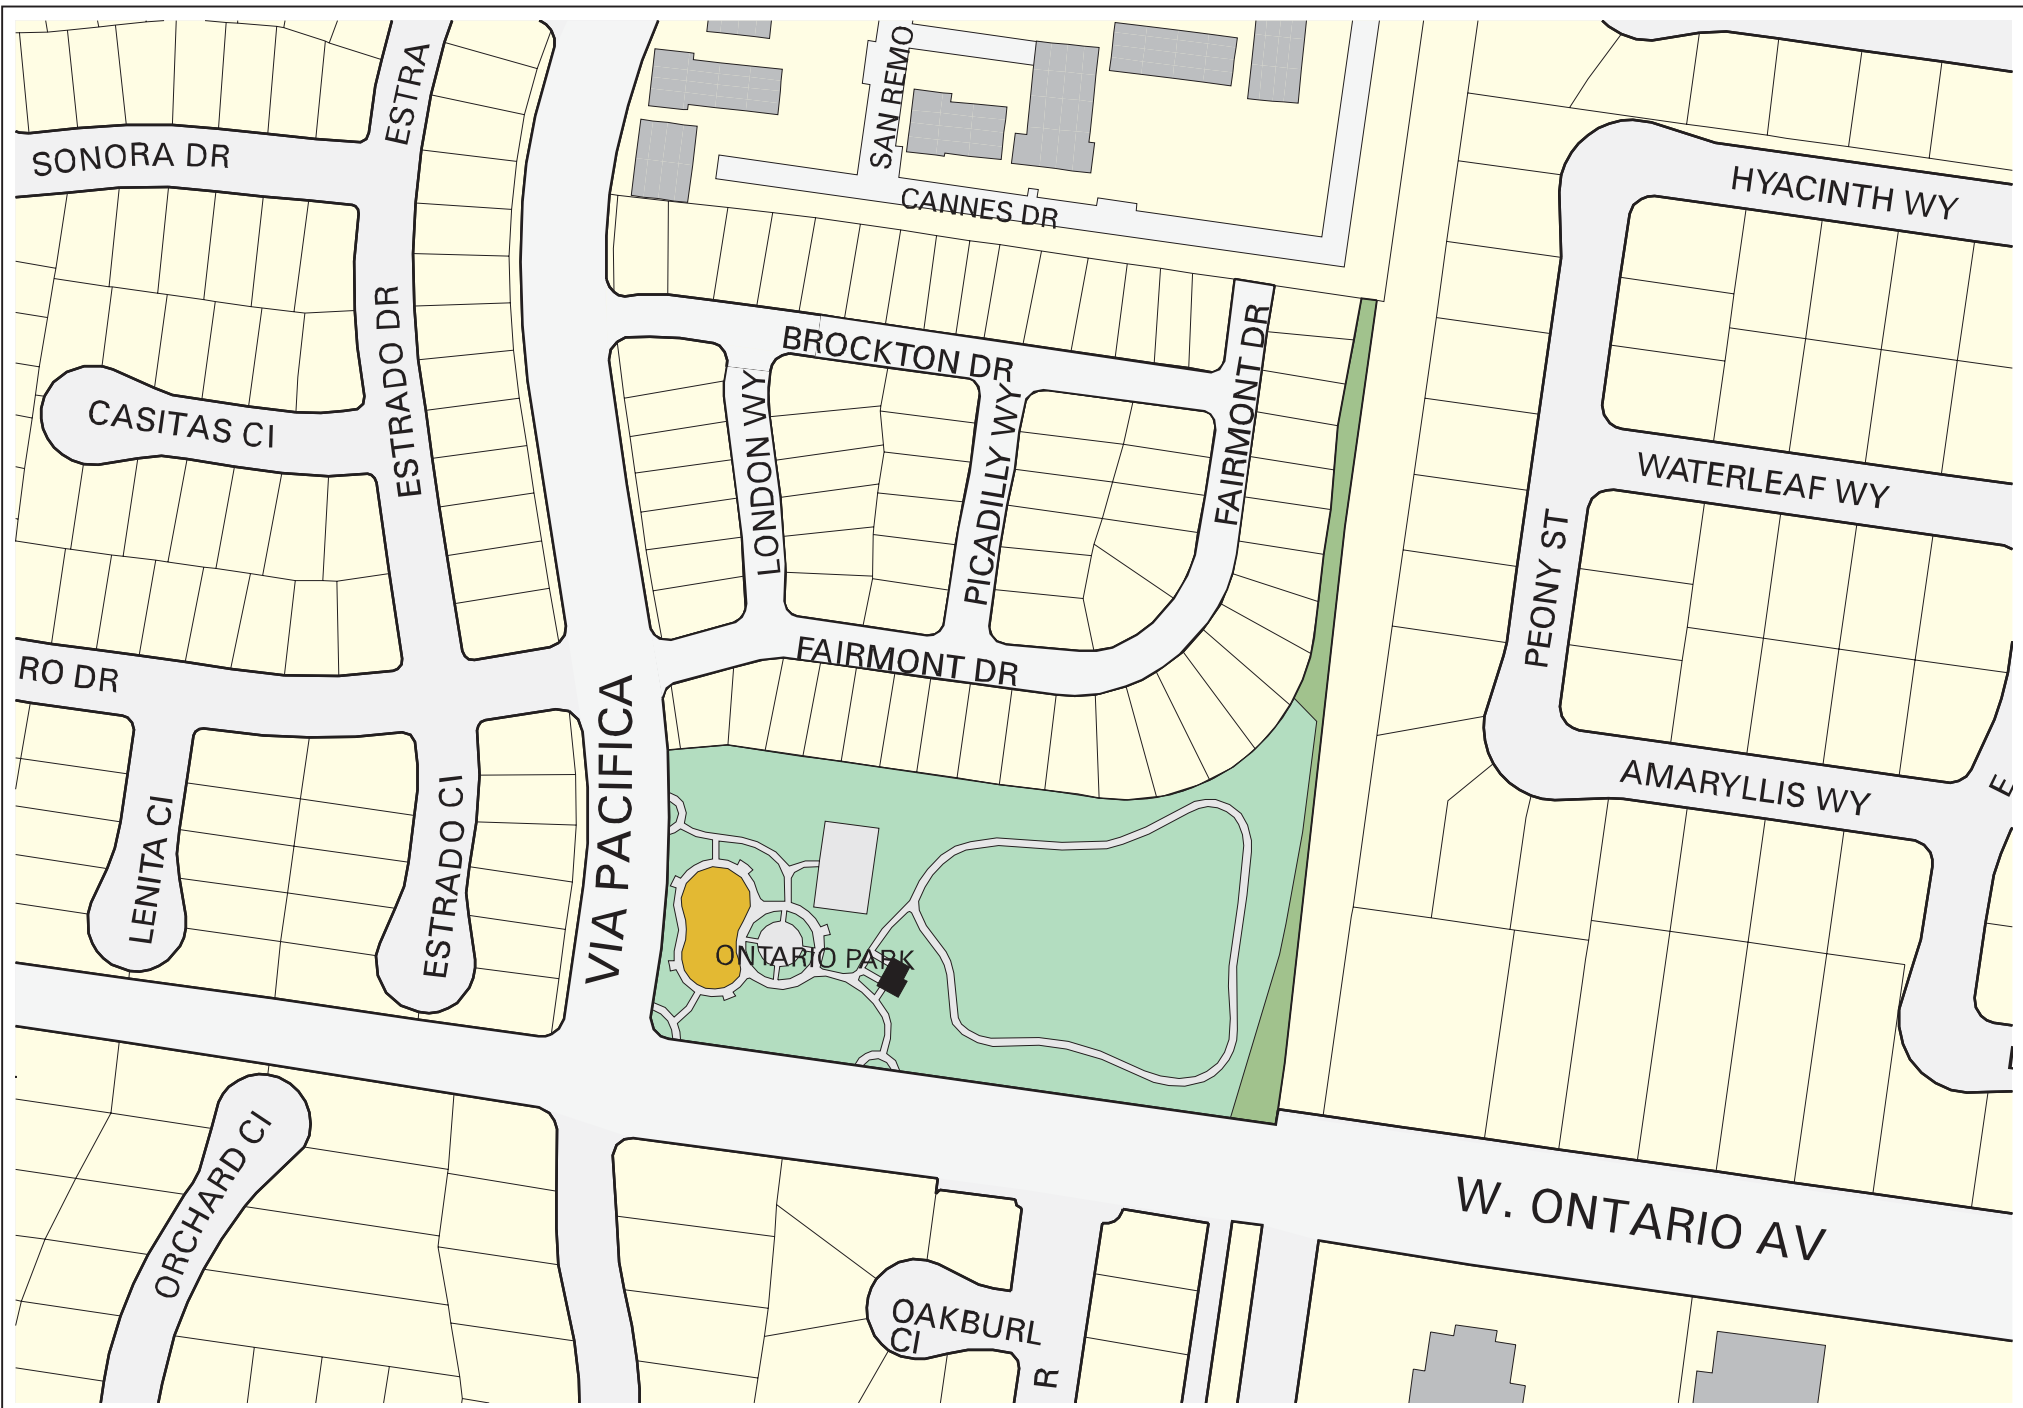 ESTRA
SAN REMO
SONORA DR
HYACINTH WY
CANNES DR
BROCKTON DR
ESTRADO DR
FAIRMONT DR
LONDON WY
PICADILLY WY
CASITAS CI
WATERLEAF WY
PEONY ST
FAIRMONT DR
RO DR
VIA PACIFICA
AMARYLLIS WY
E
LENITA CI
ESTRADO CI
ONTARIO PARK
ORCHARD CI
W. ONTARIO AV
OAKBURL
CI
R